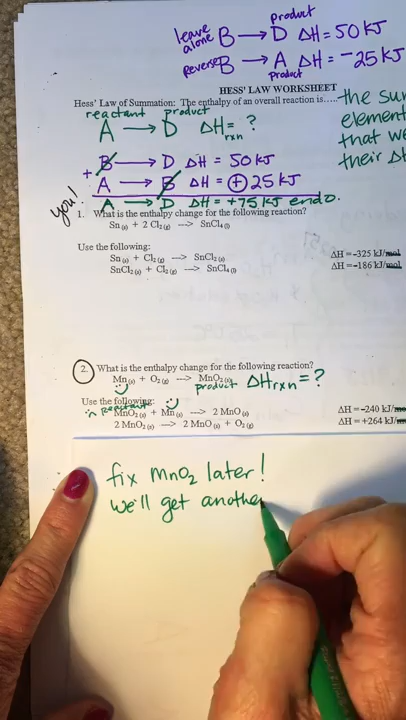 product
leave alone B → D ΔH = 50 KJ
Reverse B → A ΔH = -25 KJ
product
HESS' LAW WORKSHEET
Hess' Law of Summation: The enthalpy of an overall reaction is….. the sum
element
that we
their Δ
reactant product
A → D ΔH rxn = ?
B → D ΔH = 50 KJ
+ A → B ΔH = + 25 KJ
A → D ΔH = +75 KJ endo.
you!
1. What is the enthalpy change for the following reaction?
Sn(s) + 2 Cl2(g) ---> SnCl4(l)
Use the following:
Sn(s) + Cl2(g) ---> SnCl2(s) ΔH = -325 kJ/mol
SnCl2(s) + Cl2(g) ---> SnCl4(l) ΔH = -186 kJ/mol
2. What is the enthalpy change for the following reaction?
Mn(s) + O2(g) ---> MnO2(s) ΔHrxn = ?
product
Use the following:
Reactant
MnO2(s) + Mn(s) ---> 2 MnO(s) ΔH = -240 kJ/
2 MnO2(s) ---> 2 MnO(s) + O2(g) ΔH = +264 kJ/
fix MnO2 later!
we'll get another